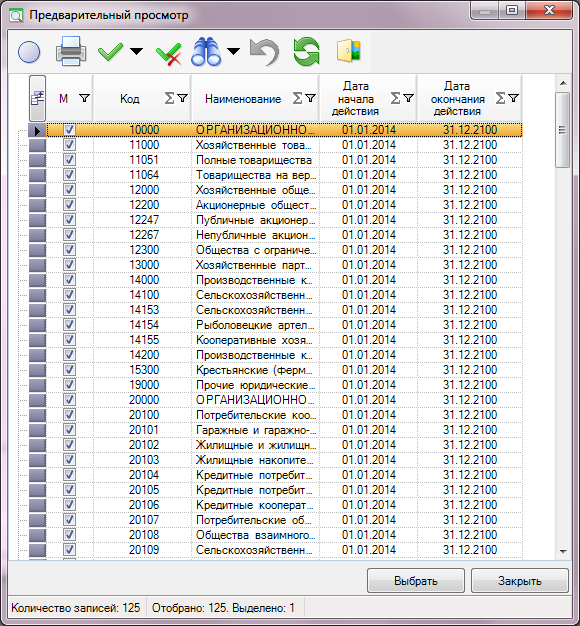 Предварительный просмотр
М Код Наименование Дата начала действия Дата окончания действия
10000 ОРГАНИЗАЦИОННО... 01.01.2014 31.12.2100
11000 Хозяйственные това... 01.01.2014 31.12.2100
11051 Полные товарищества 01.01.2014 31.12.2100
11064 Товарищества на вер... 01.01.2014 31.12.2100
12000 Хозяйственные обще... 01.01.2014 31.12.2100
12200 Акционерные общест... 01.01.2014 31.12.2100
12247 Публичные акционер... 01.01.2014 31.12.2100
12267 Непубличные акцион... 01.01.2014 31.12.2100
12300 Общества с ограниче... 01.01.2014 31.12.2100
13000 Хозяйственные парт... 01.01.2014 31.12.2100
14000 Производственные к... 01.01.2014 31.12.2100
14100 Сельскохозяйственн... 01.01.2014 31.12.2100
14153 Сельскохозяйственн... 01.01.2014 31.12.2100
14154 Рыболовецкие артел... 01.01.2014 31.12.2100
14155 Кооперативные хозя... 01.01.2014 31.12.2100
14200 Производственные к... 01.01.2014 31.12.2100
15300 Крестьянские (ферм... 01.01.2014 31.12.2100
19000 Прочие юридические... 01.01.2014 31.12.2100
20000 ОРГАНИЗАЦИОННО... 01.01.2014 31.12.2100
20100 Потребительские коо... 01.01.2014 31.12.2100
20101 Гаражные и гаражно-... 01.01.2014 31.12.2100
20102 Жилищные и жилищн... 01.01.2014 31.12.2100
20103 Жилищные накопите... 01.01.2014 31.12.2100
20104 Кредитные потребит... 01.01.2014 31.12.2100
20105 Кредитные потребит... 01.01.2014 31.12.2100
20106 Кредитные кооперат... 01.01.2014 31.12.2100
20107 Потребительские об... 01.01.2014 31.12.2100
20108 Общества взаимного... 01.01.2014 31.12.2100
20109 Сельскохозяйственн... 01.01.2014 31.12.2100
Выбрать Закрыть
Количество записей: 125 Отобрано: 125. Выделено: 1